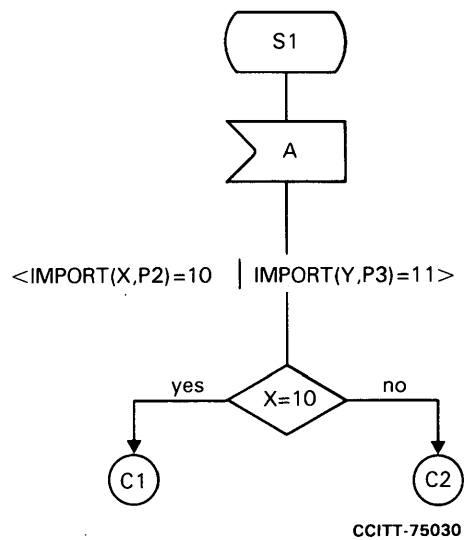 S1
A
<IMPORT(X,P2)=10 | IMPORT(Y,P3)=11>
yes
X=10
no
C1
C2
CCITT-75030